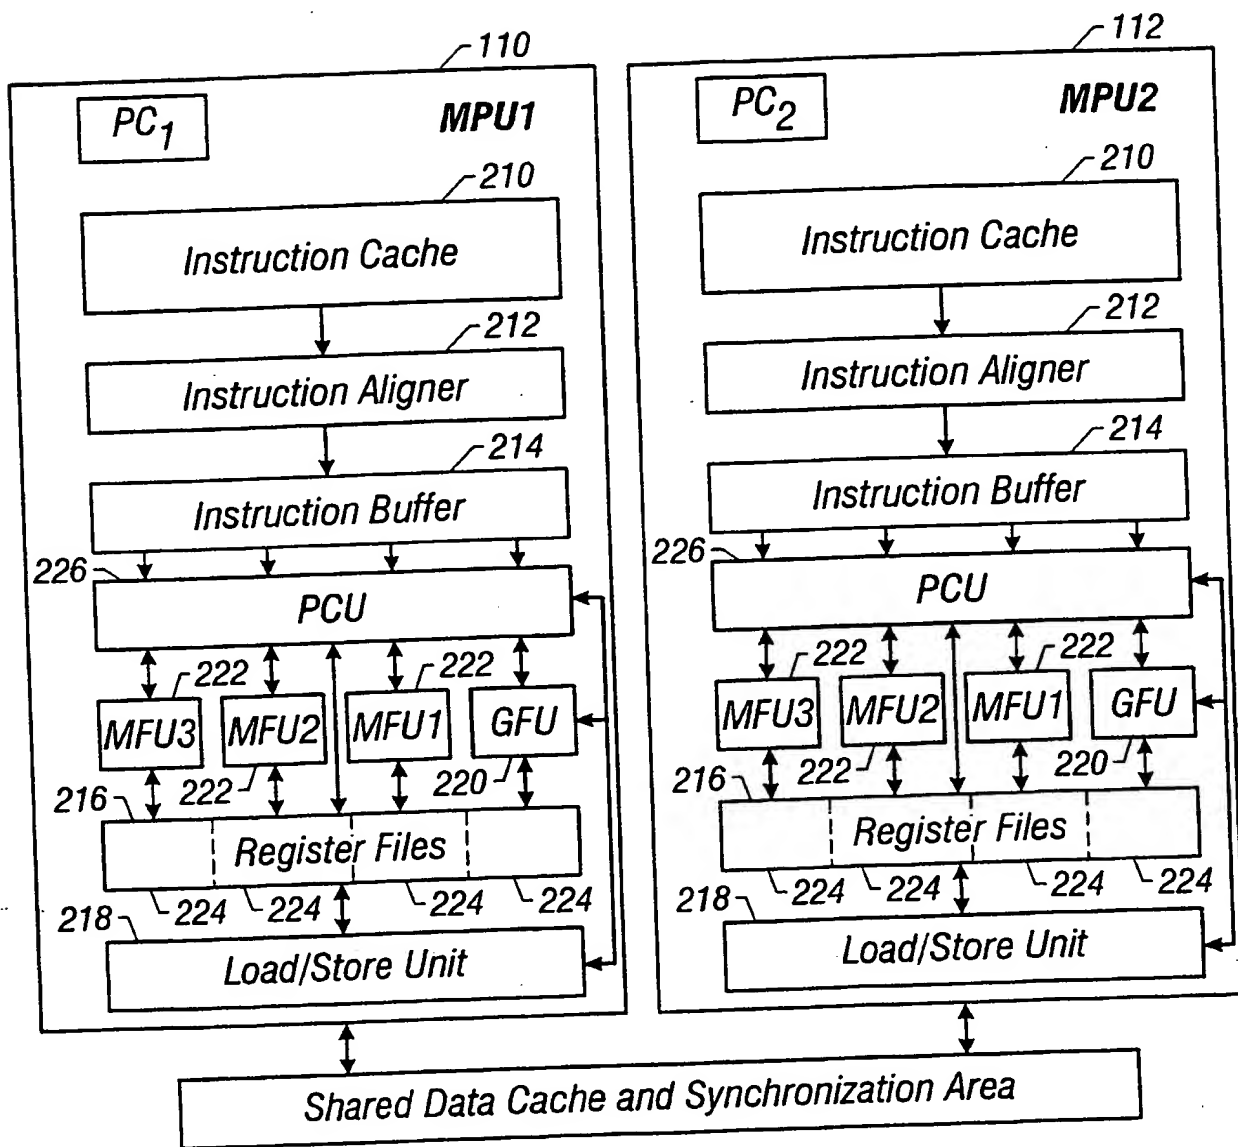 110
PC1
MPU1
210
Instruction Cache
212
Instruction Aligner
214
Instruction Buffer
226
PCU
222
222
MFU3
MFU2
MFU1
GFU
216
222
220
Register Files
224
224
224
224
218
Load/Store Unit
112
PC2
MPU2
210
Instruction Cache
212
Instruction Aligner
214
Instruction Buffer
226
PCU
222
222
MFU3
MFU2
MFU1
GFU
216
222
220
Register Files
224
224
224
224
218
Load/Store Unit
Shared Data Cache and Synchronization Area